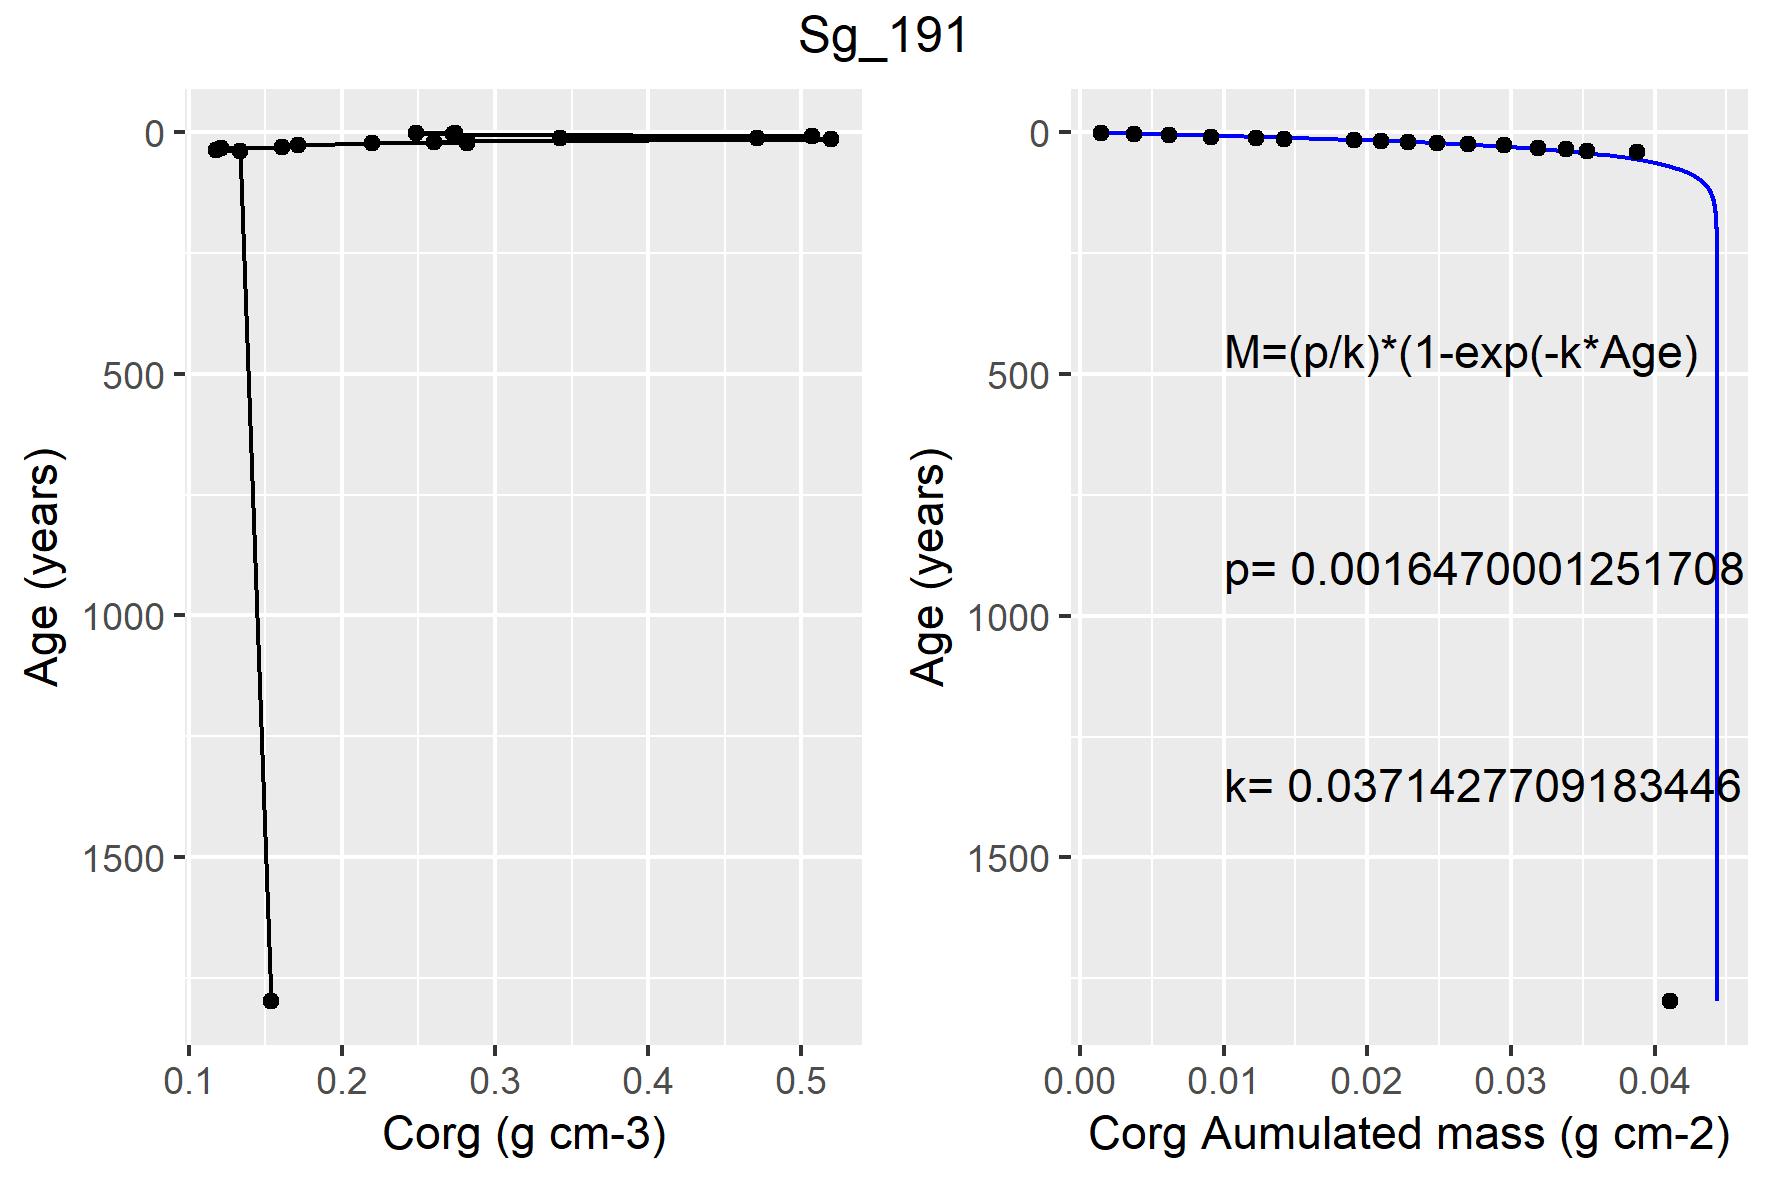 Sg_191
0
500
1000
1500
Age (years)
0.1 0.2 0.3 0.4 0.5
Corg (g cm-3)
0
500
1000
1500
Age (years)
M=(p/k)*(1-exp(-k*Age)
p= 0.0016470001251708
k= 0.0371427709183446
0.00 0.01 0.02 0.03 0.04
Corg Aumulated mass (g cm-2)